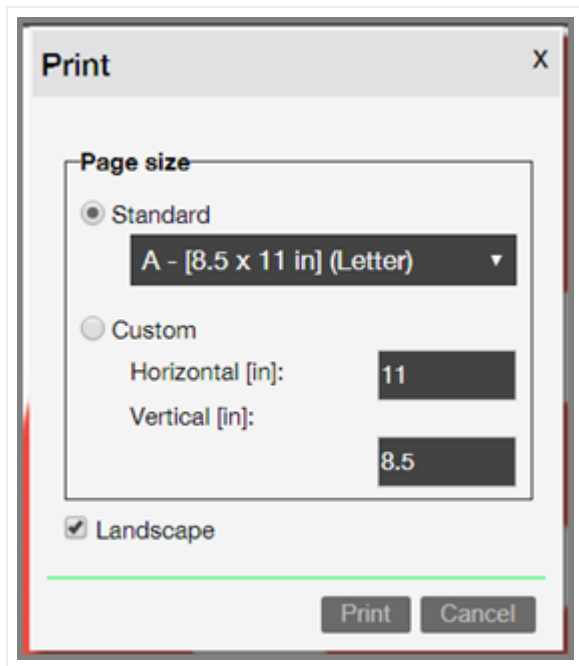 Print X
Page size
Standard
A - [8.5 x 11 in] (Letter)
Custom
Horizontal [in]: 11
Vertical [in]:
8.5
Landscape
Print Cancel